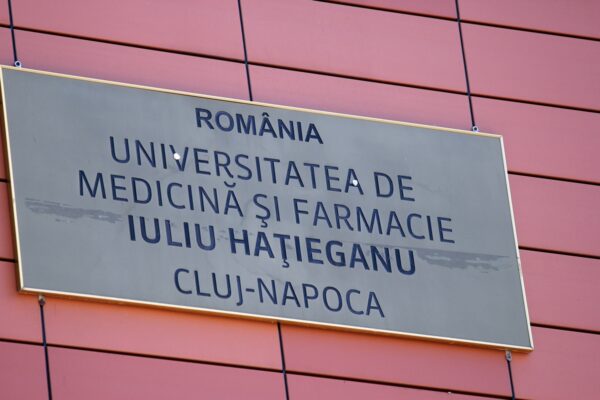 ROMÂNIA
UNIVERSITATEA DE
MEDICINĂ ŞI FARMACIE
IULIU HAŢIEGANU
CLUJ-NAPOCA